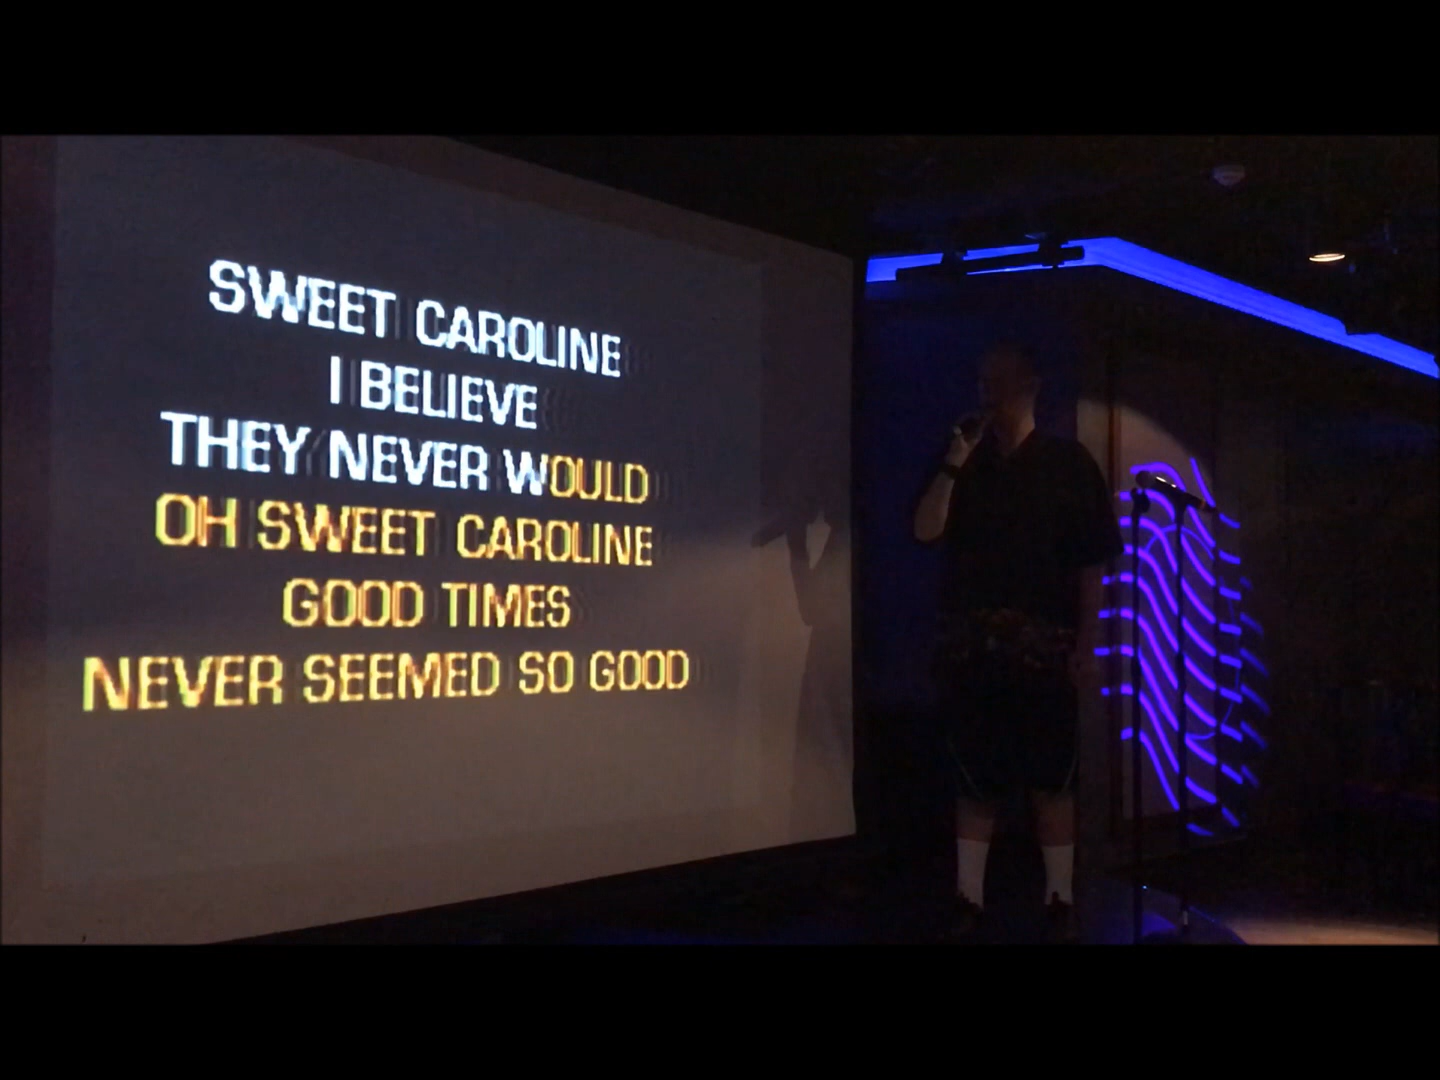 SWEET CAROLINE
I BELIEVE
THEY NEVER WOULD
OH SWEET CAROLINE
GOOD TIMES
NEVER SEEMED SO GOOD